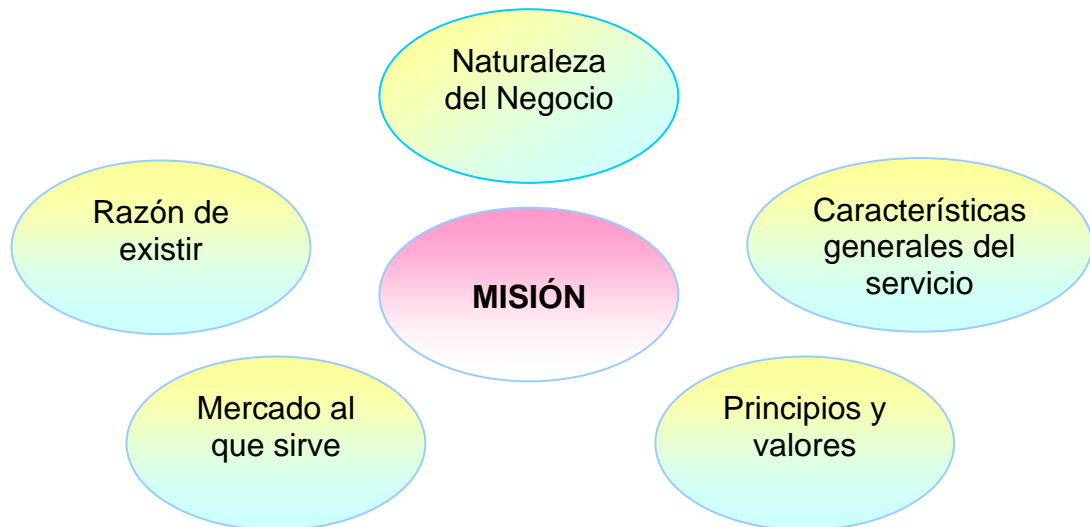 Naturaleza
del Negocio
Razón de
existir
Características
generales del
servicio
MISIÓN
Mercado al
que sirve
Principios y
valores